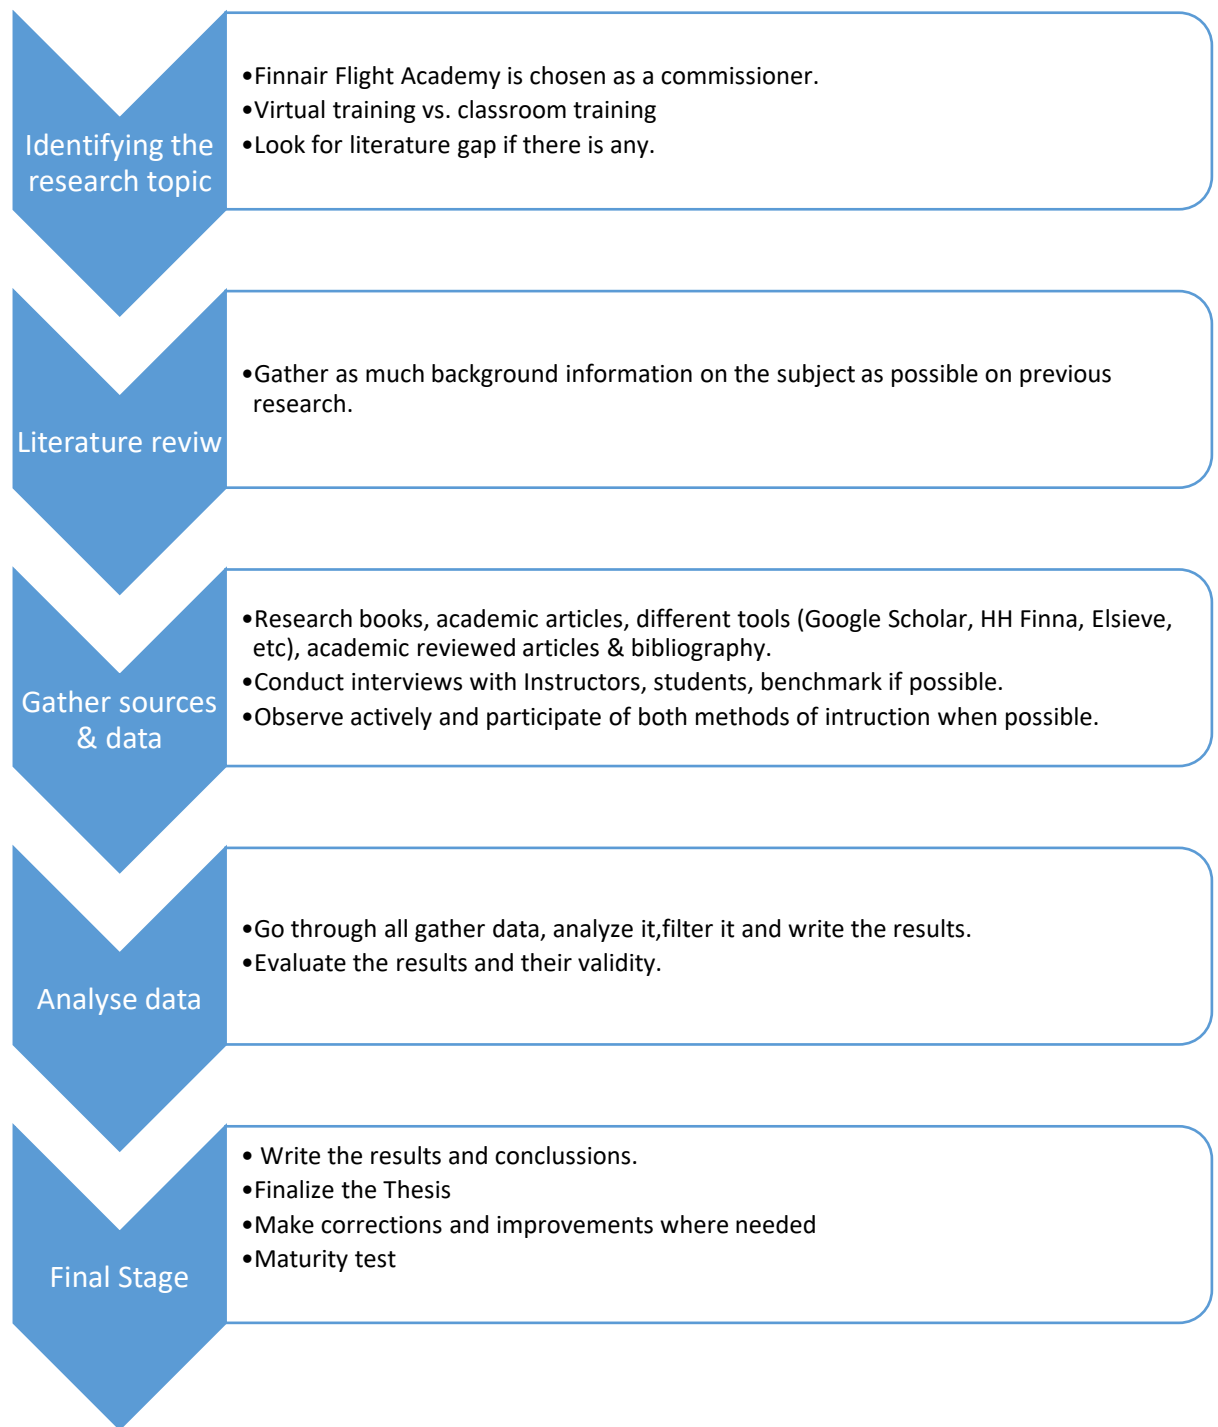 Identifying the
research topic
•Finnair Flight Academy is chosen as a commissioner.
•Virtual training vs. classroom training
•Look for literature gap if there is any.
Literature reviw
•Gather as much background information on the subject as possible on previous
research.
Gather sources
& data
•Research books, academic articles, different tools (Google Scholar, HH Finna, Elsieve,
etc), academic reviewed articles & bibliography.
•Conduct interviews with Instructors, students, benchmark if possible.
•Observe actively and participate of both methods of intruction when possible.
Analyse data
•Go through all gather data, analyze it,filter it and write the results.
•Evaluate the results and their validity.
Final Stage
• Write the results and conclussions.
•Finalize the Thesis
•Make corrections and improvements where needed
•Maturity test